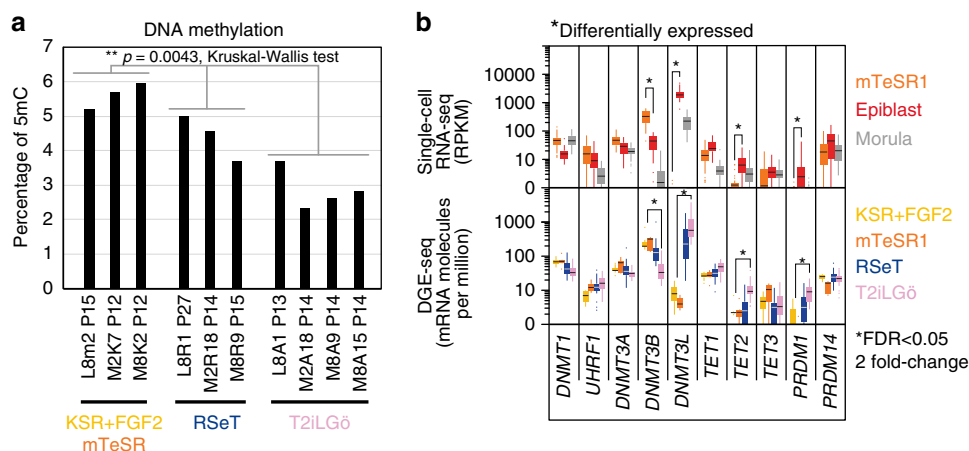 a
DNA methylation
** p = 0.0043, Kruskal-Wallis test
Percentage of 5mC
7
6
5
4
3
2
1
0
L8m2 P15
M2K7 P12
M8K2 P12
L8R1 P27
M2R18 P14
M8R9 P15
L8A1 P13
M2A18 P14
M8A9 P14
M8A15 P14
KSR+FGF2
mTeSR
RSeT
T2iLGö
b
*Differentially expressed
Single-cell
RNA-seq
(RPKM)
10000
1000
100
10
0
* * * *
mTeSR1
Epiblast
Morula
DGE-seq
(mRNA molecules
per million)
1000
100
10
0
* * * *
KSR+FGF2
mTeSR1
RSeT
T2iLGö
DNMT1
UHRF1
DNMT3A
DNMT3B
DNMT3L
TET1
TET2
TET3
PRDM1
PRDM14
*FDR<0.05
2 fold-change